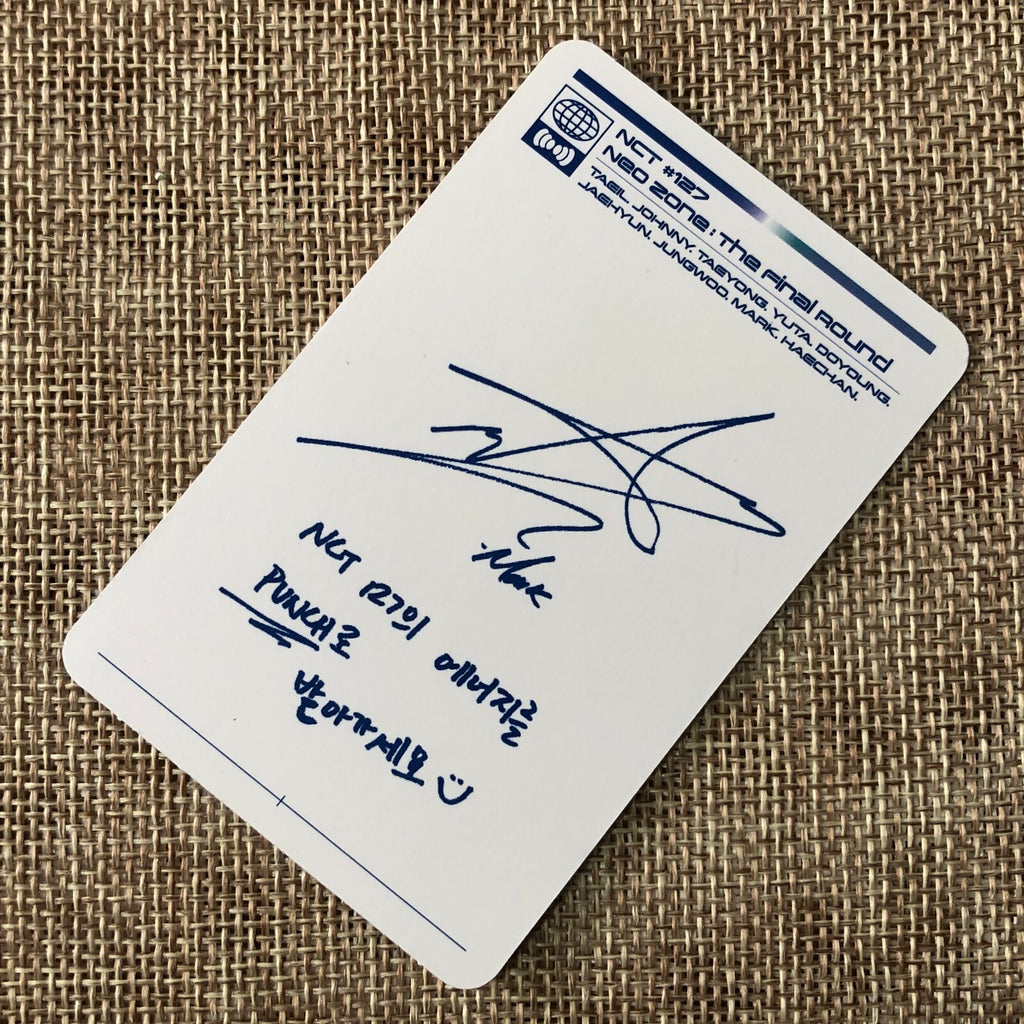 NCT #127
Neo Zone : The Final Round
TAEIL, JOHNNY, TAEYONG, YUTA, DOYOUNG,
JAEHYUN, JUNGWOO, MARK, HAECHAN.
Mark
NCT 127의 에너지를
PUNCH로
받아가세요